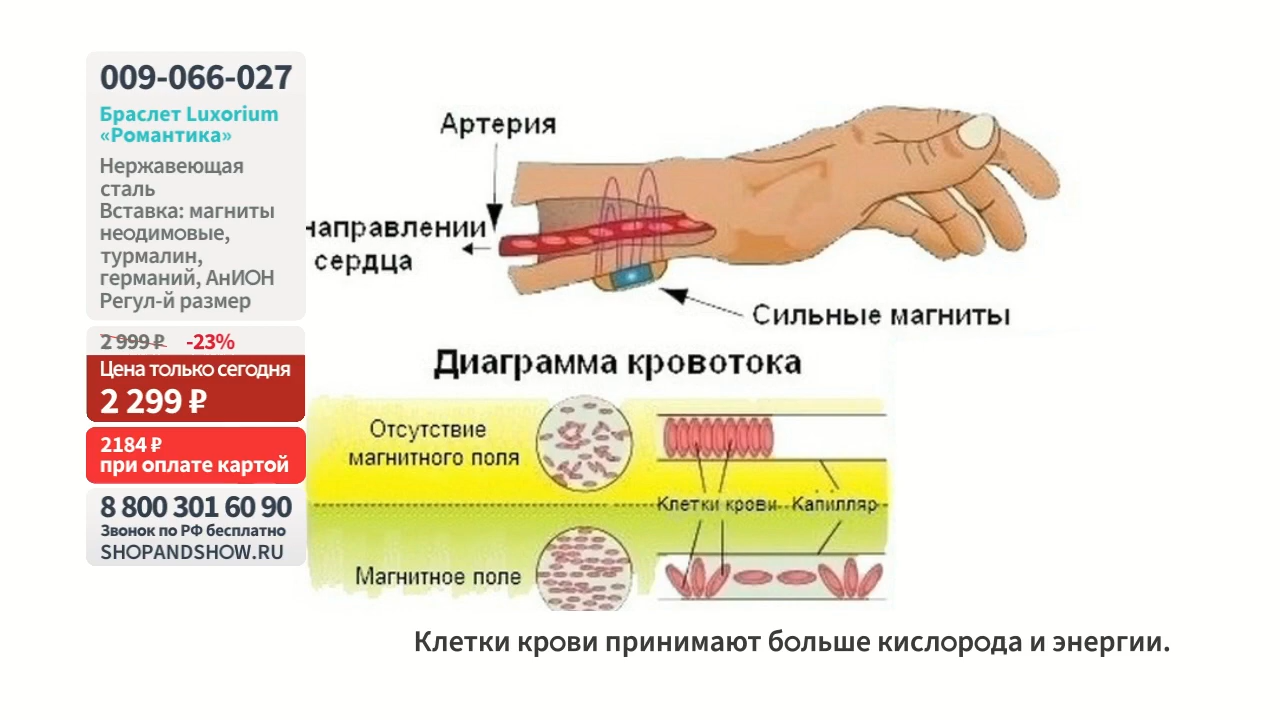 009-066-027
Браслет Luxorium
«Романтика»
Нержавеющая
сталь
Вставка: магниты
неодимовые,
турмалин,
германий, АнИОН
Регул-й размер
2 999 ₽ -23%
Цена только сегодня
2 299 ₽
2184 ₽
при оплате картой
8 800 301 60 90
Звонок по РФ бесплатно
SHOPANDSHOW.RU
Артерия
направлении
сердца
Сильные магниты
Диаграмма кровотока
Отсутствие
магнитного поля
Клетки крови
Капилляр
Магнитное поле
Клетки крови принимают больше кислорода и энергии.